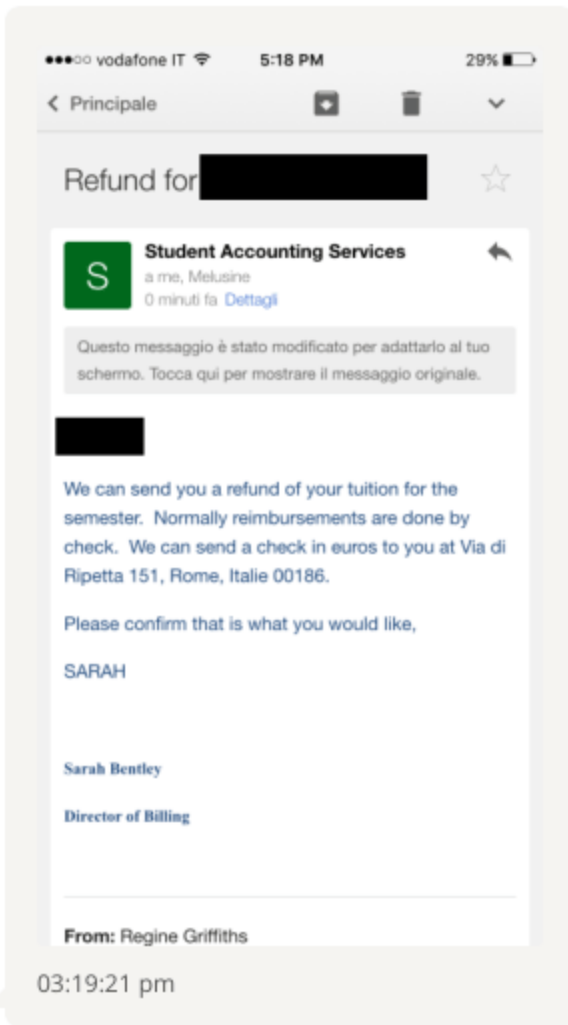 vodafone IT 5:18 PM 29%
Principale
Refund for
S
Student Accounting Services
a me, Melusine
0 minuti fa Dettagli
Questo messaggio è stato modificato per adattarlo al tuo
schermo. Tocca qui per mostrare il messaggio originale.
We can send you a refund of your tuition for the
semester. Normally reimbursements are done by
check. We can send a check in euros to you at Via di
Ripetta 151, Rome, Italie 00186.
Please confirm that is what you would like,
SARAH
Sarah Bentley
Director of Billing
From: Regine Griffiths
03:19:21 pm